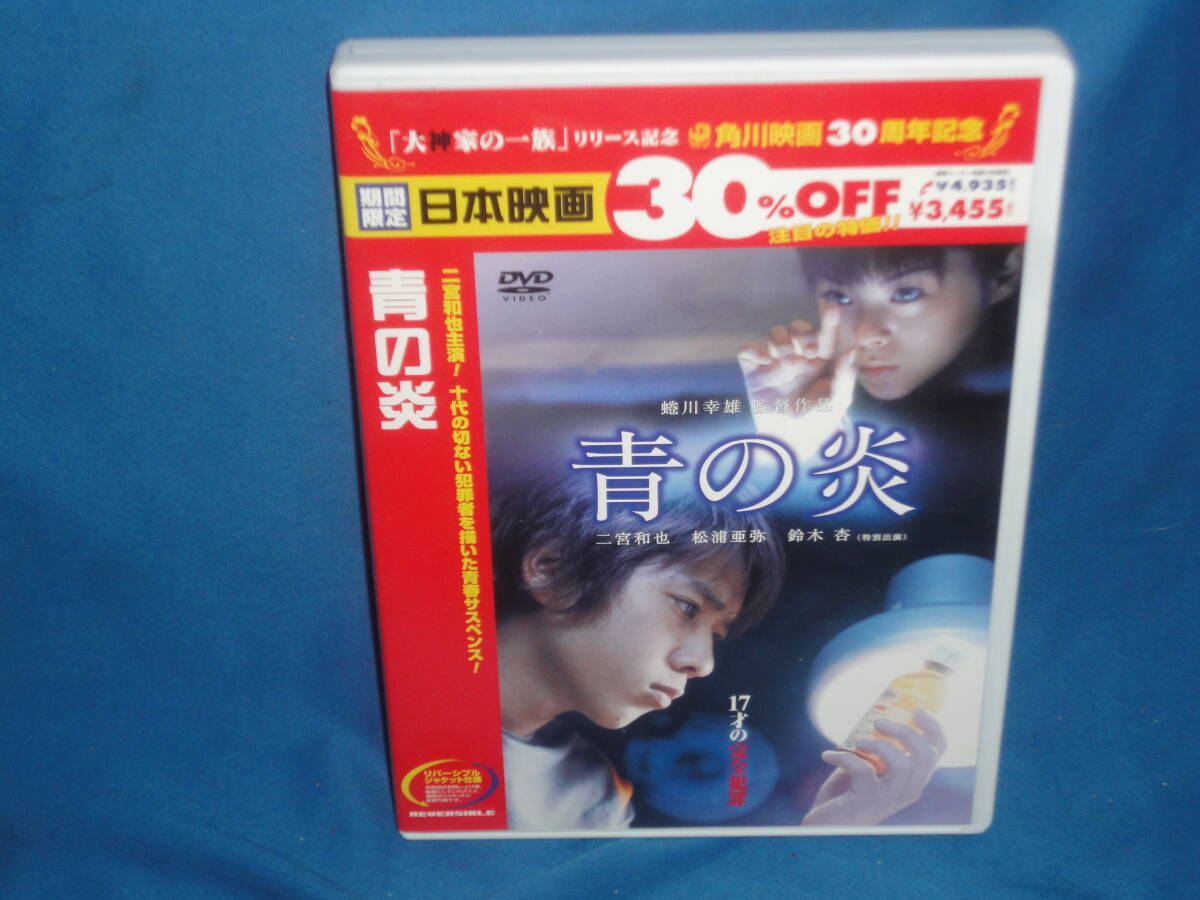 「犬神家の一族」リリース記念 角川映画30周年記念
期間限定
日本映画
30%OFF
注目の特価!!
¥4,935
¥3,455
青の炎
二宮和也主演! 十代の切ない犯罪者を描いた青春サスペンス!
DVD
VIDEO
蜷川幸雄 監督作品
青の炎
二宮和也 松浦亜弥 鈴木 杏(特別出演)
17才の完全犯罪
リバーシブル
ジャケット仕様
REVERSIBLE